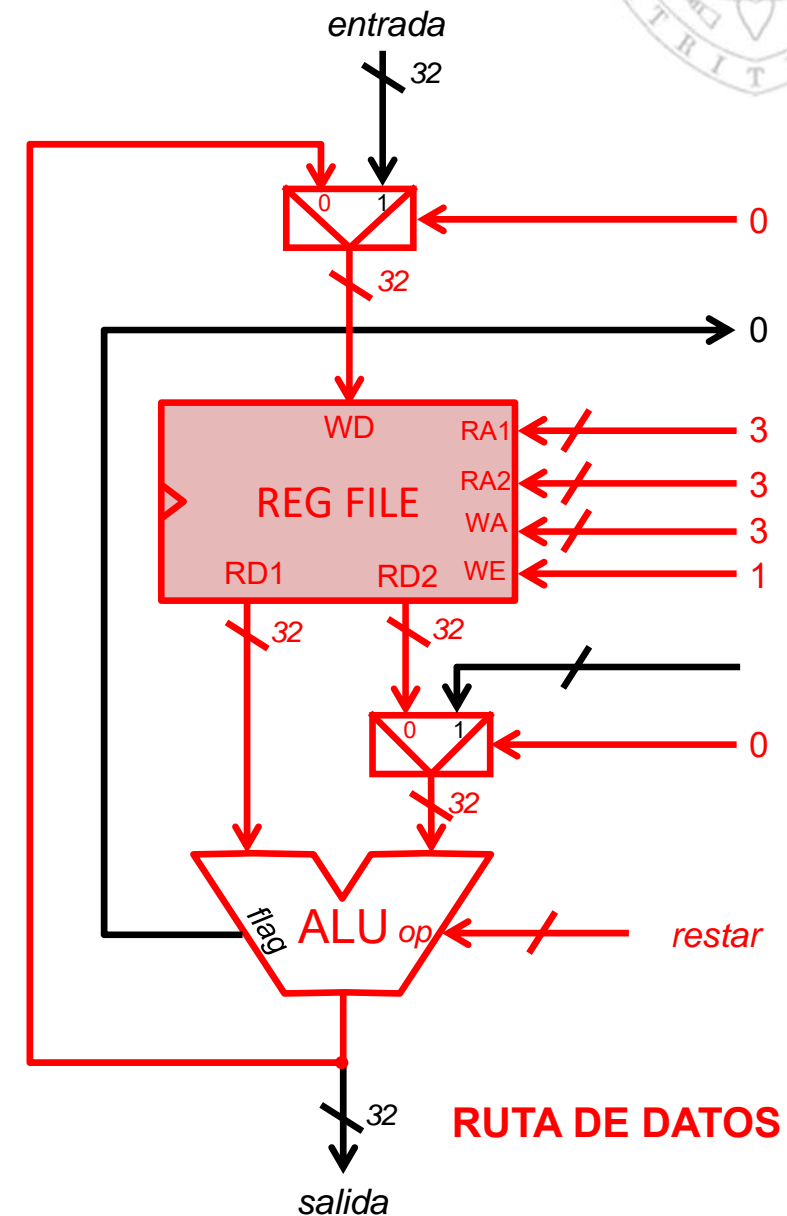 entrada
32
TRIT
0 1
0
32
0
WD
RA1
3
RA2
3
REG FILE
WA
3
RD1
RD2
WE
1
32
32
0 1
0
32
flag
ALU
op
restar
32
RUTA DE DATOS
salida